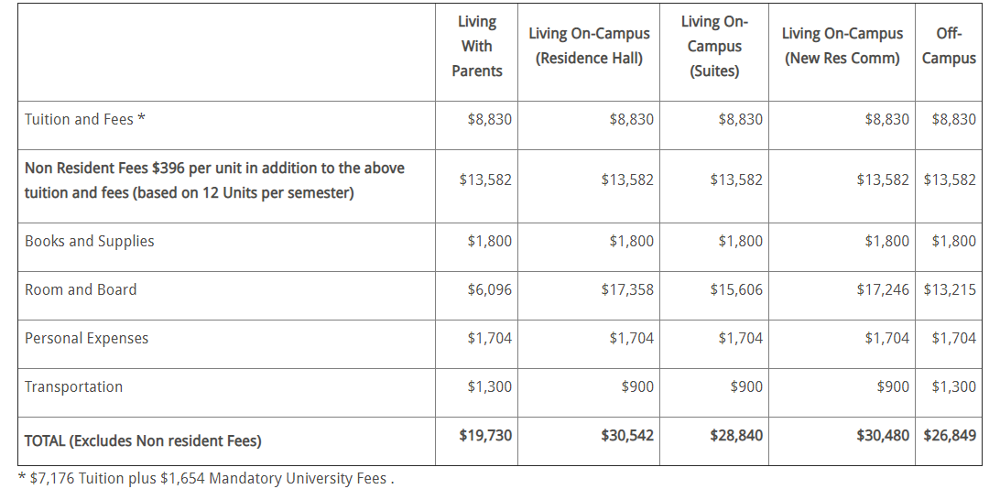 Living With Parents Living On-Campus (Residence Hall) Living On-Campus (Suites) Living On-Campus (New Res Comm) Off-Campus
Tuition and Fees * $8,830 $8,830 $8,830 $8,830 $8,830
Non Resident Fees $396 per unit in addition to the above
tuition and fees (based on 12 Units per semester) $13,582 $13,582 $13,582 $13,582 $13,582
Books and Supplies $1,800 $1,800 $1,800 $1,800 $1,800
Room and Board $6,096 $17,358 $15,606 $17,246 $13,215
Personal Expenses $1,704 $1,704 $1,704 $1,704 $1,704
Transportation $1,300 $900 $900 $900 $1,300
TOTAL (Excludes Non resident Fees) $19,730 $30,542 $28,840 $30,480 $26,849
* $7,176 Tuition plus $1,654 Mandatory University Fees .